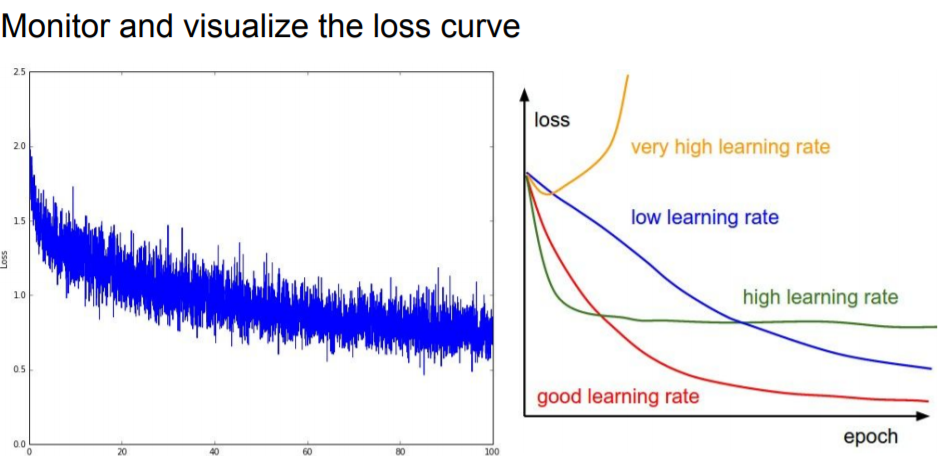 Monitor and visualize the loss curve
2.5
2.0
1.5
1.0
0.5
0.0
Loss
0 20 40 60 80 100
loss
very high learning rate
low learning rate
high learning rate
good learning rate
epoch